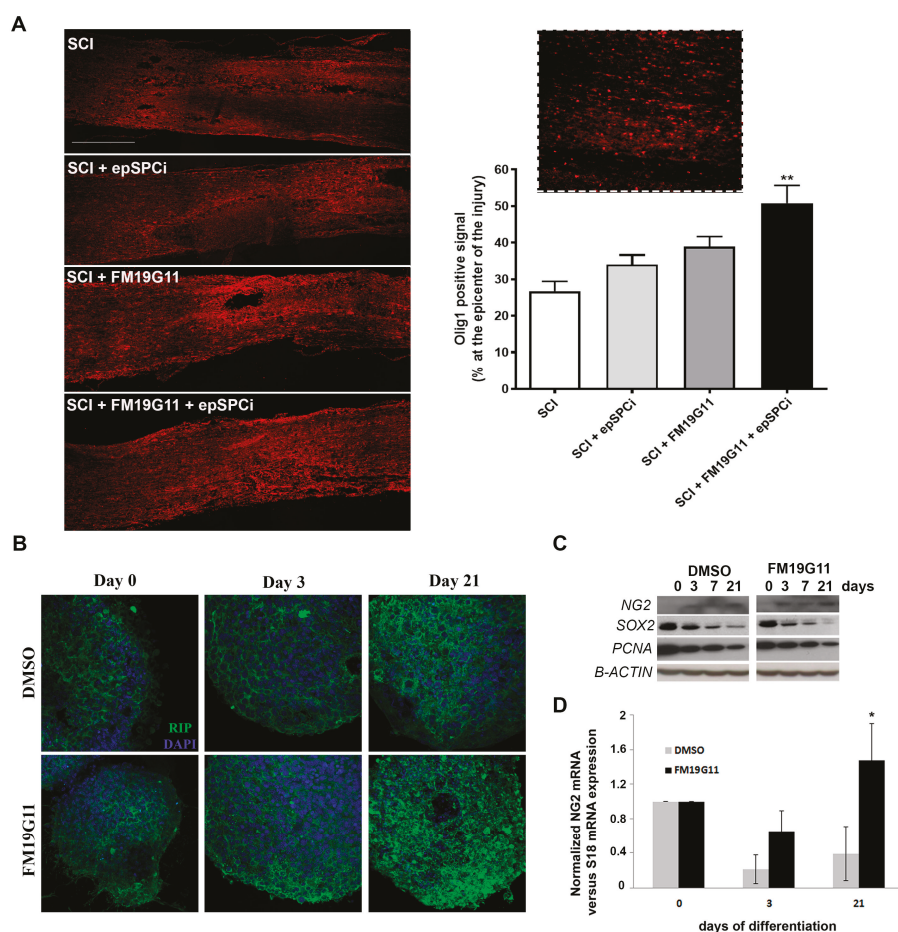 A
SCI
SCI + epSPCi
SCI + FM19G11
SCI + FM19G11 + epSPCi
Olig1 positive signal
(% at the epicenter of the injury)
60
50
40
30
20
10
0
**
SCI
SCI + epSPCi
SCI + FM19G11
SCI + FM19G11 + epSPCi
B
Day 0
Day 3
Day 21
DMSO
RIP
DAPI
FM19G11
C
DMSO
FM19G11
0 3 7 21
0 3 7 21 days
NG2
SOX2
PCNA
B-ACTIN
D
Normalized NG2 mRNA
versus S18 mRNA expression
2
1.6
1.2
0.8
0.4
0
DMSO
FM19G11
*
0
3
21
days of differentiation